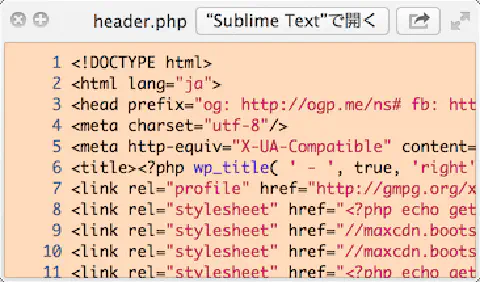 header.php "Sublime Text"で開く
1 <!DOCTYPE html>
2 <html lang="ja">
3 <head prefix="og: http://ogp.me/ns# fb: htt
4 <meta charset="utf-8"/>
5 <meta http-equiv="X-UA-Compatible" content=
6 <title><?php wp_title( ' - ', true, 'right'
7 <link rel="profile" href="http://gmpg.org/x
8 <link rel="stylesheet" href="<?php echo get
9 <link rel="stylesheet" href="//maxcdn.boots
10 <link rel="stylesheet" href="//maxcdn.boots
11 <link rel="stylesheet" href="<?php echo get